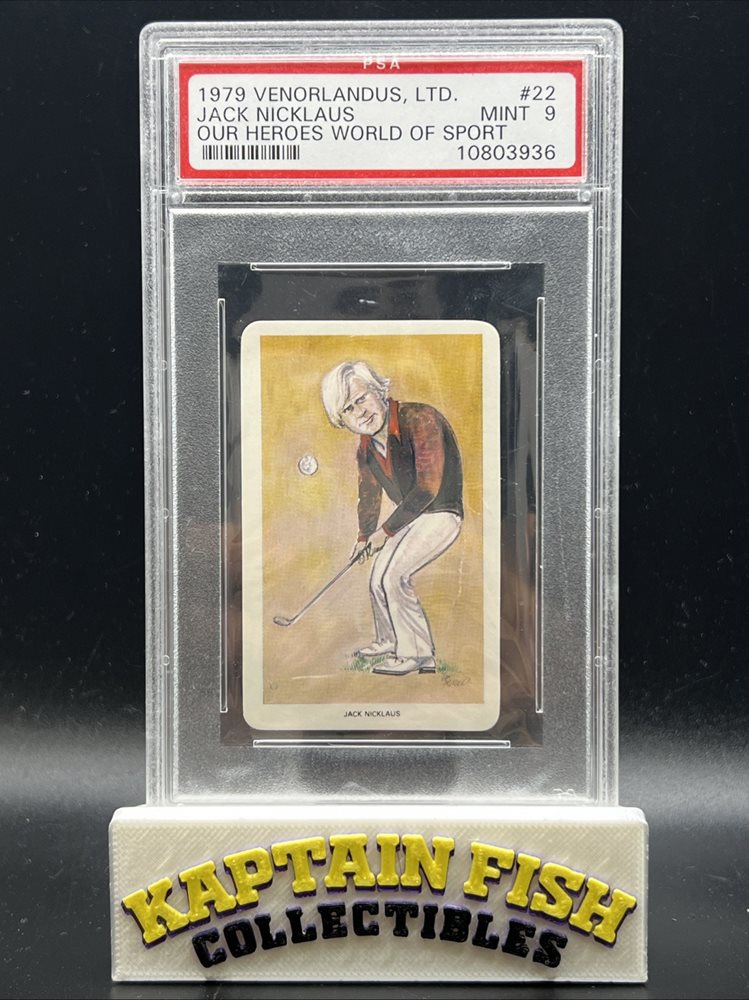 PSA
1979 VENORLANDUS, LTD. #22
JACK NICKLAUS MINT 9
OUR HEROES WORLD OF SPORT
10803936
JACK NICKLAUS
KAPTAIN FISH
COLLECTIBLES